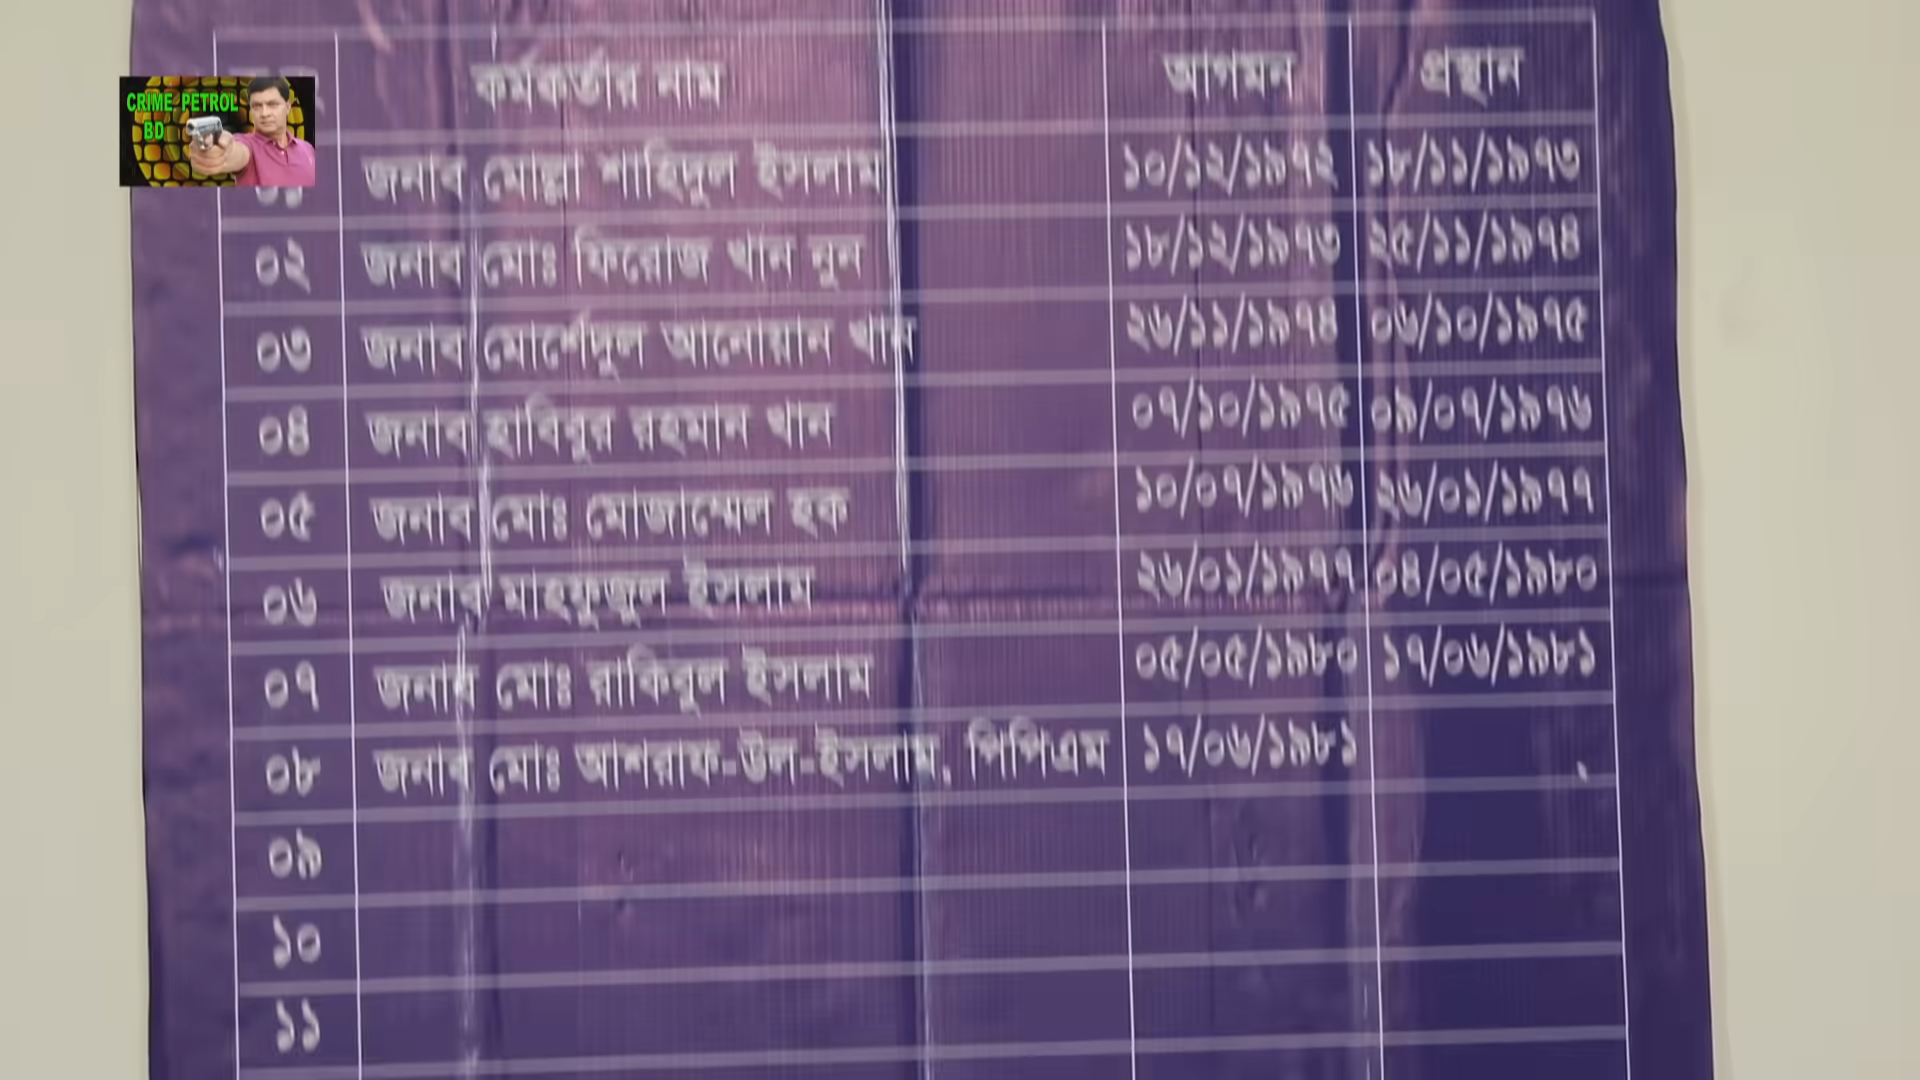 CRIME PETROL
BD
কর্মকর্তার নাম আগমন প্রস্থান
০১ জনাব মোল্লা শাহিদুল ইসলাম ১০/১২/১৯৭২ ১৮/১১/১৯৭৩
০২ জনাব মোঃ ফিরোজ খান নুন ১৮/১২/১৯৭৩ ২৫/১১/১৯৭৪
০৩ জনাব মোর্শেদুল আনোয়ান খান ২৬/১১/১৯৭৪ ০৬/১০/১৯৭৫
০৪ জনাব হাবিবুর রহমান খান ০৭/১০/১৯৭৫ ০৯/০৭/১৯৭৬
০৫ জনাব মোঃ মোজাম্মেল হক ১০/০৭/১৯৭৬ ২৬/০১/১৯৭৭
০৬ জনাব মাহফুজুল ইসলাম ২৬/০১/১৯৭৭ ০৪/০৫/১৯৮০
০৭ জনাব মোঃ রাকিবুল ইসলাম ০৫/০৫/১৯৮০ ১৭/০৬/১৯৮১
০৮ জনাব মোঃ আশরাফ-উল-ইসলাম, পিপিএম ১৭/০৬/১৯৮১
০৯
১০
১১